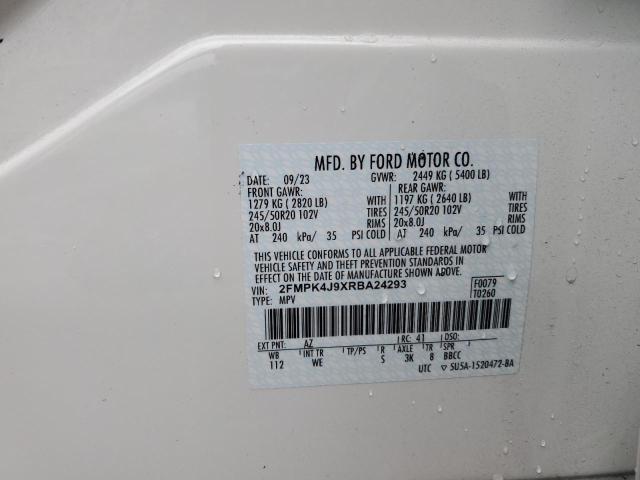 MFD. BY FORD MOTOR CO.
DATE: 09/23 GVWR: 2449 KG ( 5400 LB)
FRONT GAWR: REAR GAWR:
1279 KG ( 2820 LB) WITH 1197 KG ( 2640 LB) WITH
245/50R20 102V TIRES 245/50R20 102V TIRES
20x8.0J RIMS 20x8.0J RIMS
AT 240 kPa/ 35 PSI COLD AT 240 kPa/ 35 PSI COLD
THIS VEHICLE CONFORMS TO ALL APPLICABLE FEDERAL MOTOR
VEHICLE SAFETY AND THEFT PREVENTION STANDARDS IN
EFFECT ON THE DATE OF MANUFACTURE SHOWN ABOVE.
VIN: 2FMPK4J9XRBA24293 F0079
TYPE: MPV T0260
EXT PNT: AZ RC: 41 DSO:
WB INT TR TP/PS R AXLE TR SPR
112 WE S 3K 8 BBCC
UTC ▽ 5U5A-1520472-BA